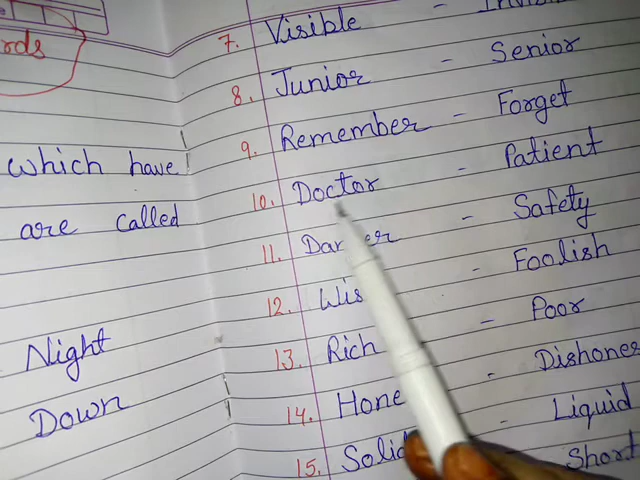 rds
which have
are called
Night
Down
7. Visible -
8. Junior - Senior
9. Remember - Forget
10. Doctor - Patient
11. - Safety
12. - Foolish
13. Rich - Poor
14. -
15. Solid - Liquid
Short